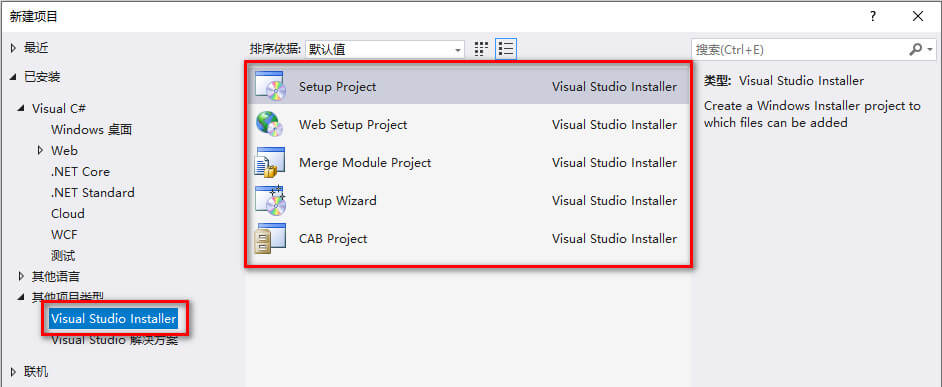 新建项目
最近
已安装
Visual C#
Windows 桌面
Web
.NET Core
.NET Standard
Cloud
WCF
测试
其他语言
其他项目类型
Visual Studio Installer
Visual Studio 解决方案
联机
排序依据: 默认值
Setup Project Visual Studio Installer
Web Setup Project Visual Studio Installer
Merge Module Project Visual Studio Installer
Setup Wizard Visual Studio Installer
CAB Project Visual Studio Installer
搜索(Ctrl+E)
类型: Visual Studio Installer
Create a Windows Installer project to
which files can be added